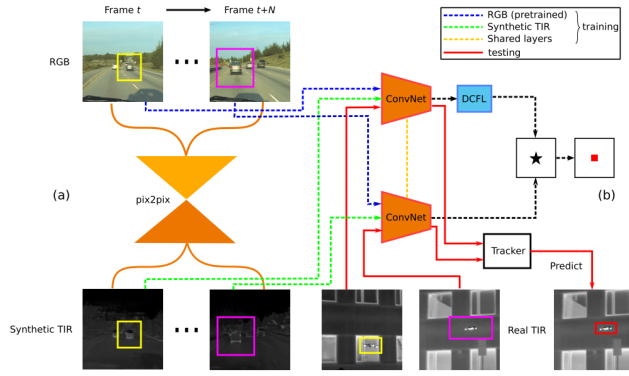 Frame t
Frame t+N
RGB
RGB (pretrained)
Synthetic TIR
Shared layers
training
testing
ConvNet
DCFL
(a)
pix2pix
(b)
ConvNet
Tracker
Predict
Synthetic TIR
Real TIR